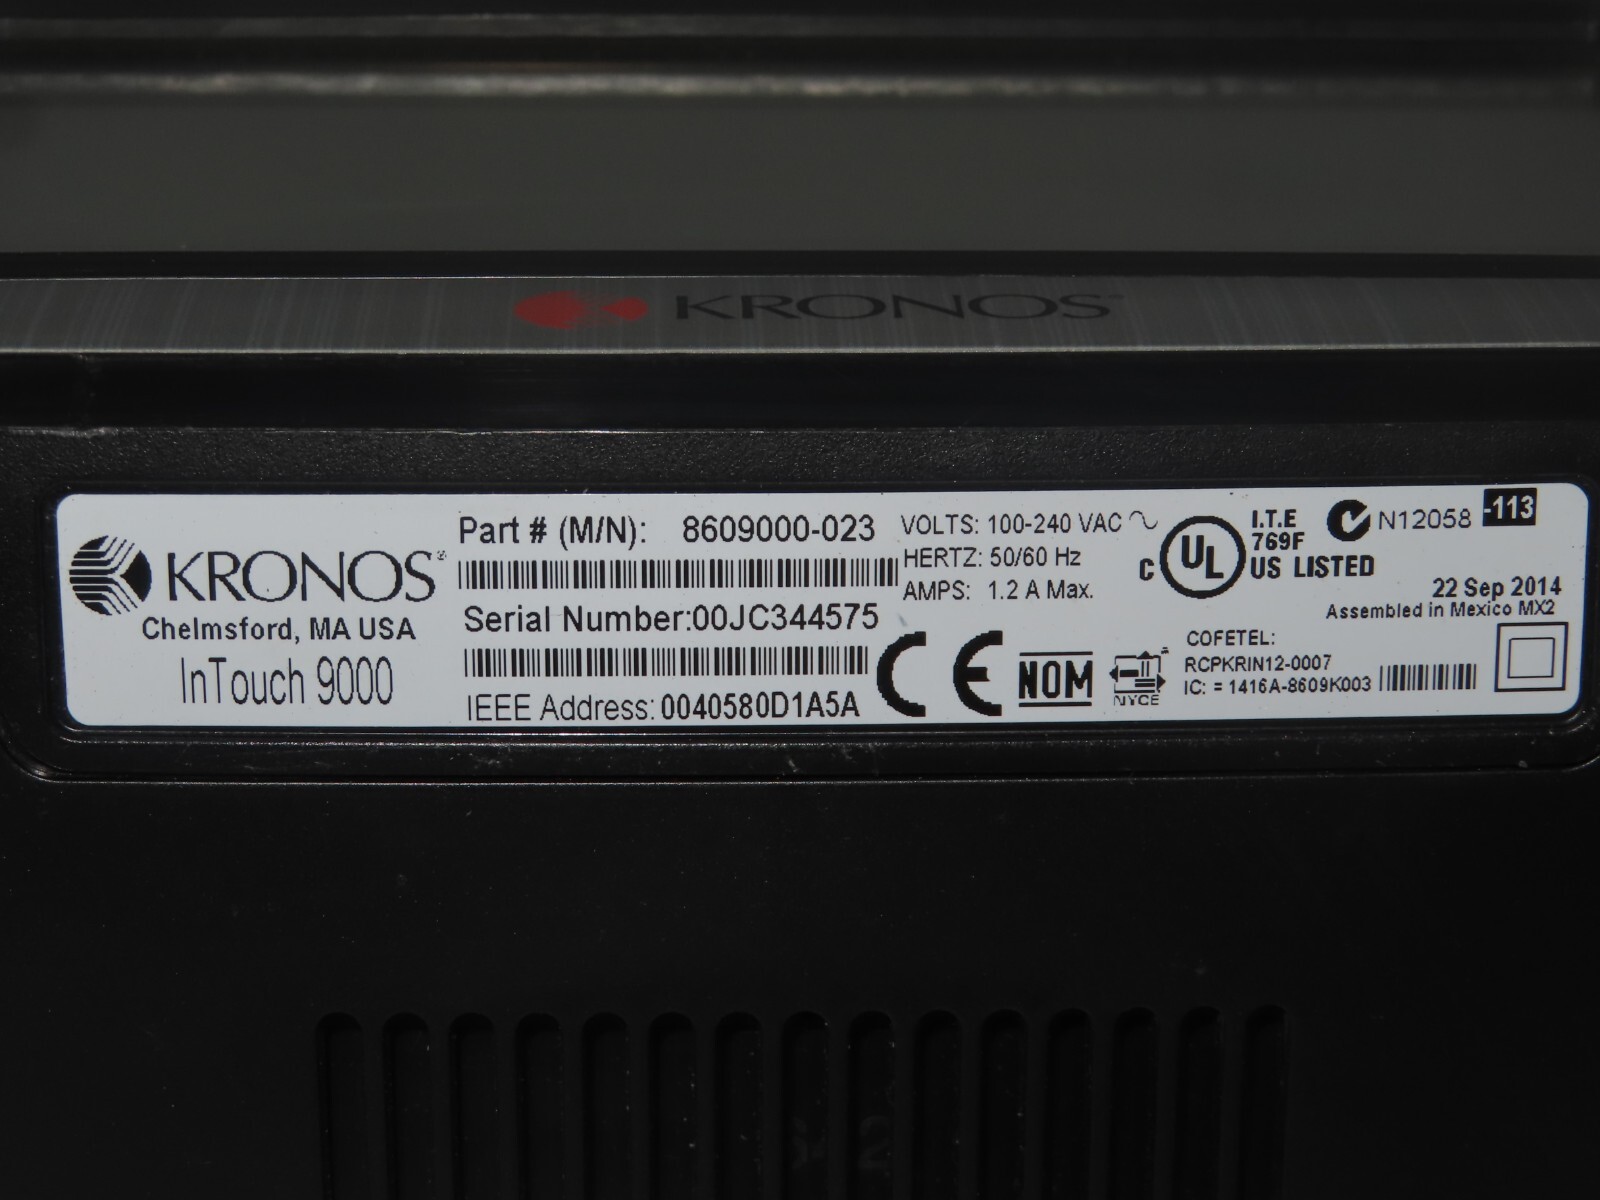 KRONOS
KRONOS®
Chelmsford, MA USA
InTouch 9000
Part # (M/N): 8609000-023
Serial Number:00JC344575
IEEE Address: 0040580D1A5A
VOLTS: 100-240 VAC
HERTZ: 50/60 Hz
AMPS: 1.2 A Max.
CE
NOM
NYCE
C UL US LISTED
I.T.E
769F
N12058 -113
22 Sep 2014
Assembled in Mexico MX2
COFETEL:
RCPKRIN12-0007
IC: = 1416A-8609K003